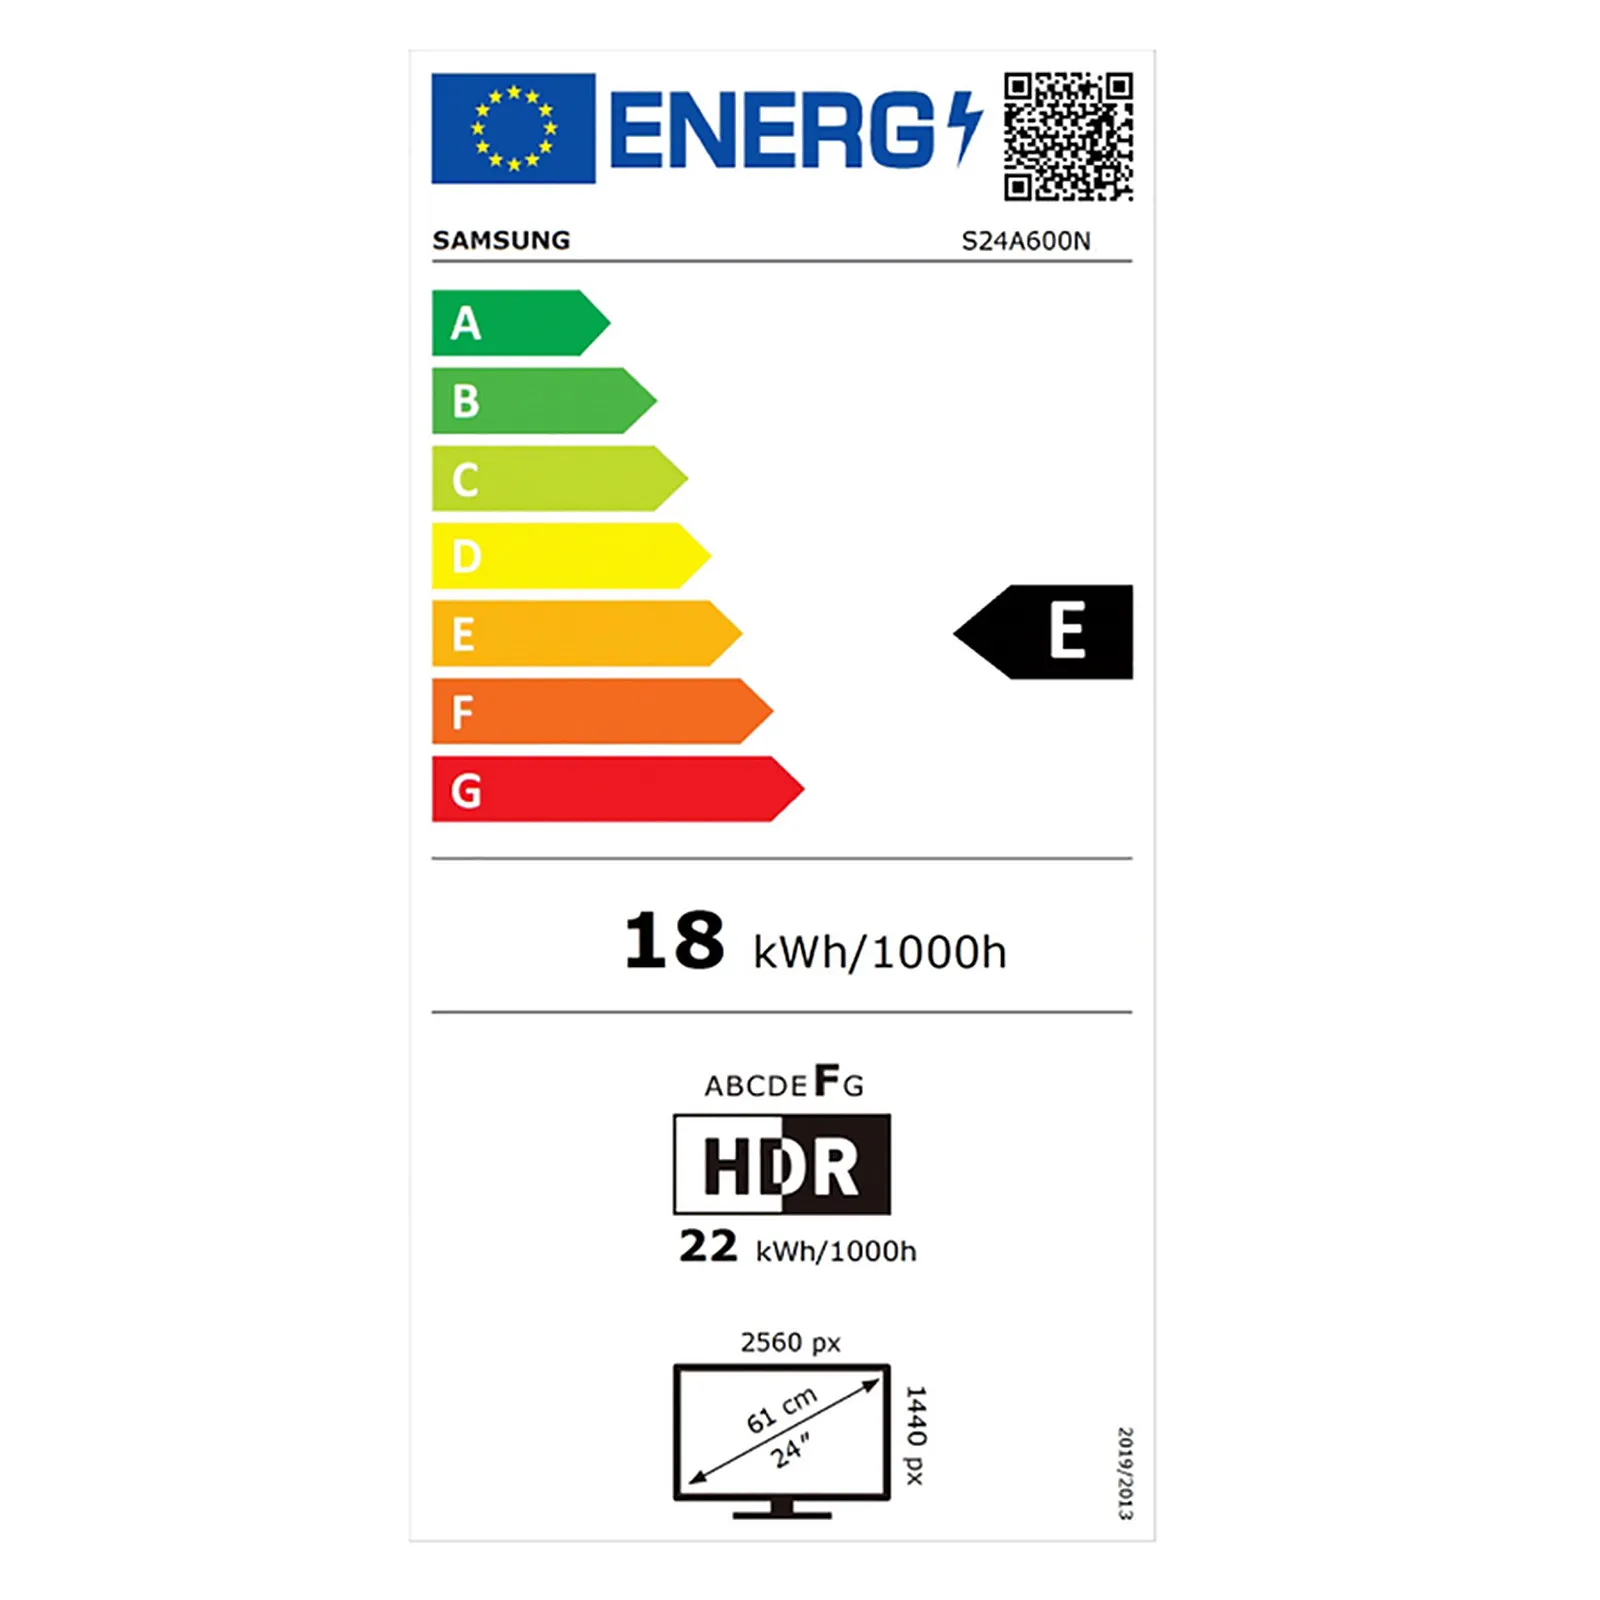 ENERG
SAMSUNG S24A600N
A
B
C
D
E
E
F
G
18 kWh/1000h
ABCDEFG
HDR
22 kWh/1000h
2560 px
61 cm
24"
1440 px
2019/2013